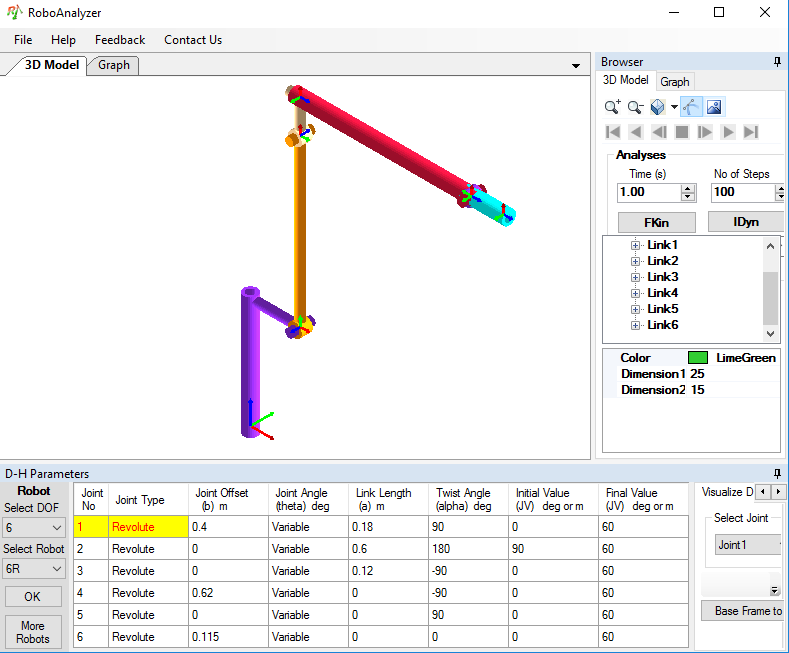 RoboAnalyzer
File Help Feedback Contact Us
3D Model Graph
Browser
3D Model Graph
Analyses
Time (s) No of Steps
1.00 100
FKin IDyn
Link1
Link2
Link3
Link4
Link5
Link6
Color LimeGreen
Dimension1 25
Dimension2 15
D-H Parameters
Robot
Select DOF
6
Select Robot
6R
OK
More
Robots
Joint No Joint Type Joint Offset (b) m Joint Angle (theta) deg Link Length (a) m Twist Angle (alpha) deg Initial Value (JV) deg or m Final Value (JV) deg or m
1 Revolute 0.4 Variable 0.18 90 0 60
2 Revolute 0 Variable 0.6 180 90 60
3 Revolute 0 Variable 0.12 -90 0 60
4 Revolute 0.62 Variable 0 -90 0 60
5 Revolute 0 Variable 0 90 0 60
6 Revolute 0.115 Variable 0 0 0 60
Visualize D
Select Joint
Joint1
Base Frame to